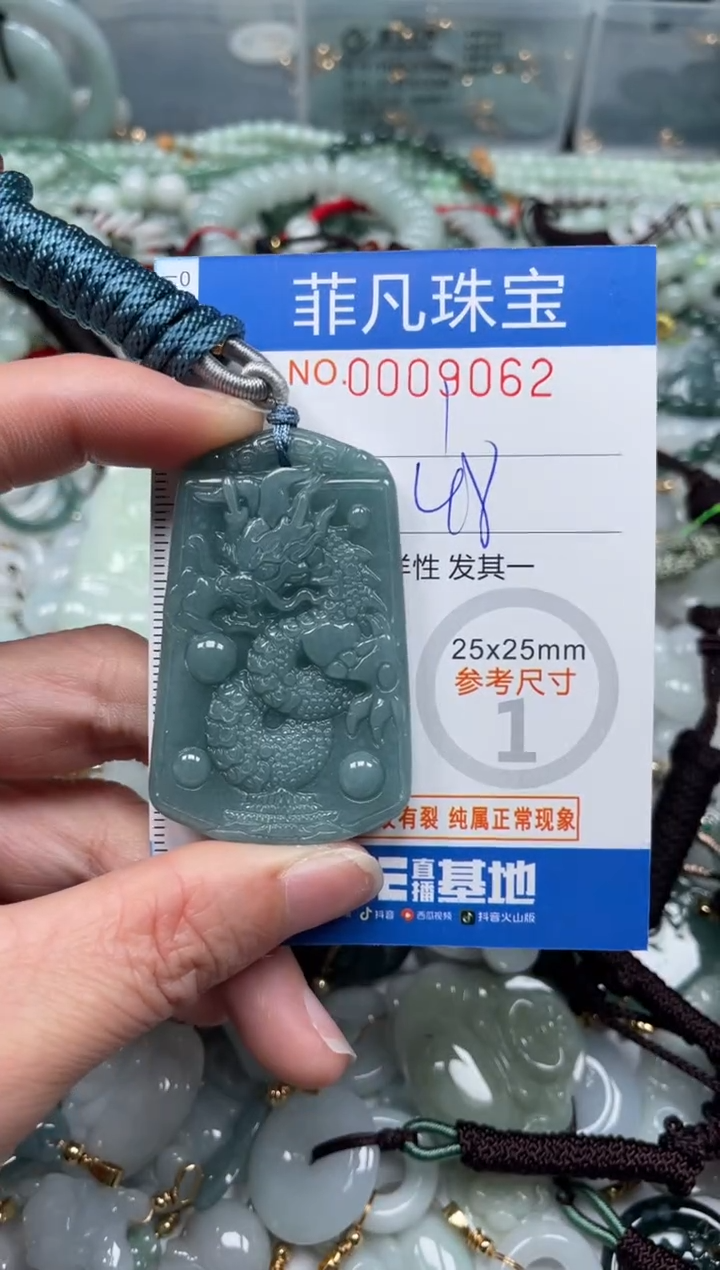 菲凡珠宝
NO.0009062
48
样性 发其一
25x25mm
参考尺寸
1
有裂 纯属正常现象
直播基地
抖音 西瓜视频 抖音火山版